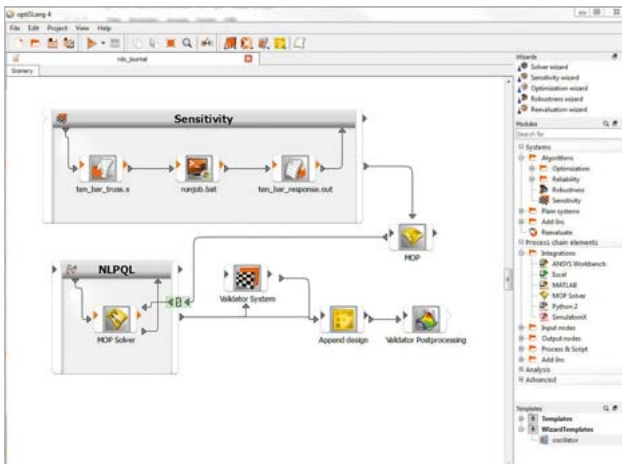 optiSLang 4
File Edit Project View Help
Scenery
Sensitivity
ten_bar_truss.s
runjob.bat
ten_bar_response.out
MOP
NLPQL
MOP Solver
Validator System
Append design
Validator Postprocessing
Wizards
Solver wizard
Sensitivity wizard
Optimization wizard
Robustness wizard
Reevaluation wizard
Modules
Search for
Systems
Algorithms
Optimization
Reliability
Robustness
Sensitivity
Plain systems
Add-Ins
Reevaluate
Process chain elements
Integrations
ANSYS Workbench
Excel
MATLAB
MOP Solver
Python 2
SimulationX
Input nodes
Output nodes
Process & Script
Add-Ins
Analysis
Advanced
Templates
Templates
WizardTemplates
oscillator